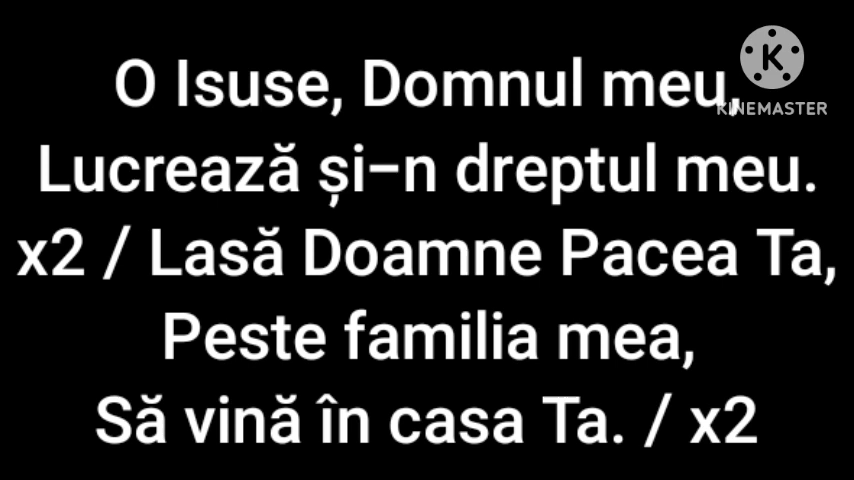 O Isuse, Domnul meu,
KINEMASTER
Lucrează și-n dreptul meu.
x2 / Lasă Doamne Pacea Ta,
Peste familia mea,
Să vină în casa Ta. / x2